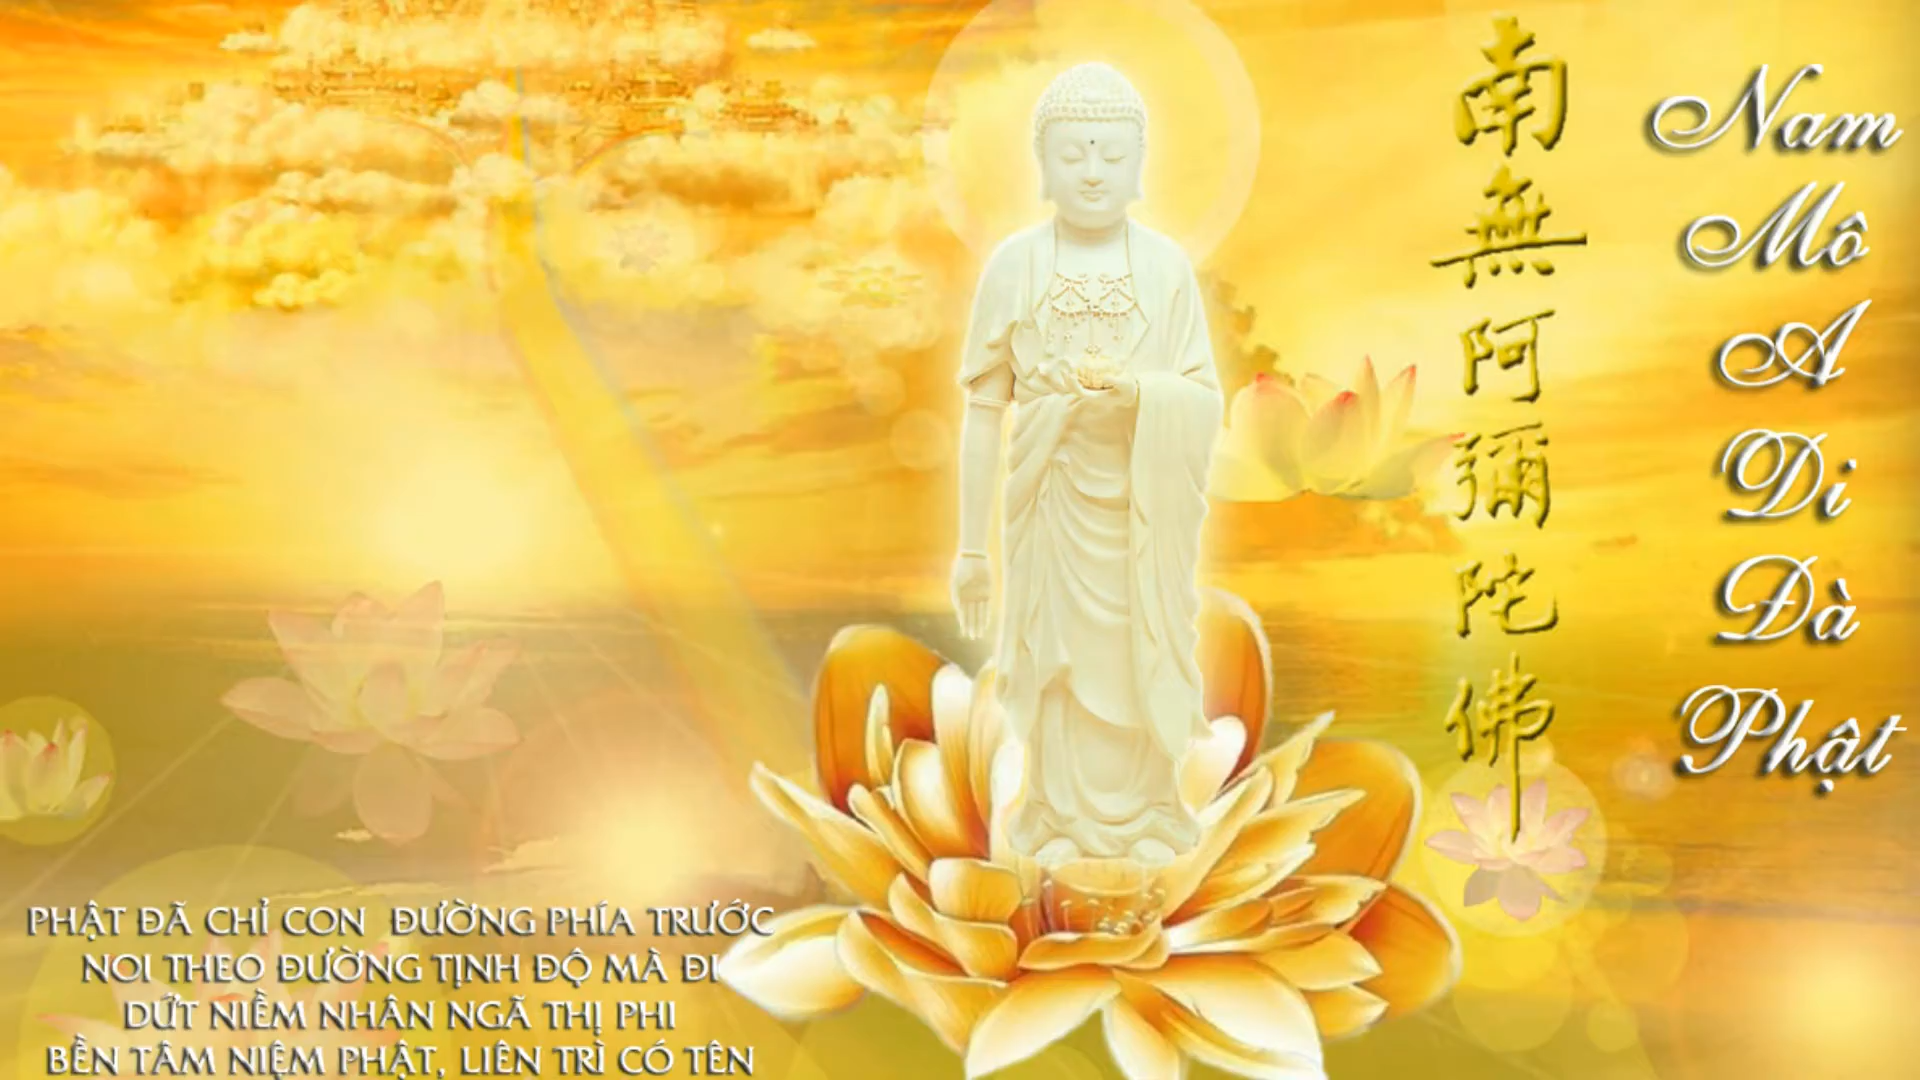 南無阿彌陀佛
Nam
Mô
A
Di
Đà
Phật
PHẬT ĐÃ CHỈ CON ĐƯỜNG PHÍA TRƯỚC
NOI THEO ĐƯỜNG TỊNH ĐỘ MÀ ĐI
DỨT NIỀM NHÂN NGÃ THỊ PHI
BỀN TÂM NIỆM PHẬT, LIÊN TRÌ CÓ TÊN